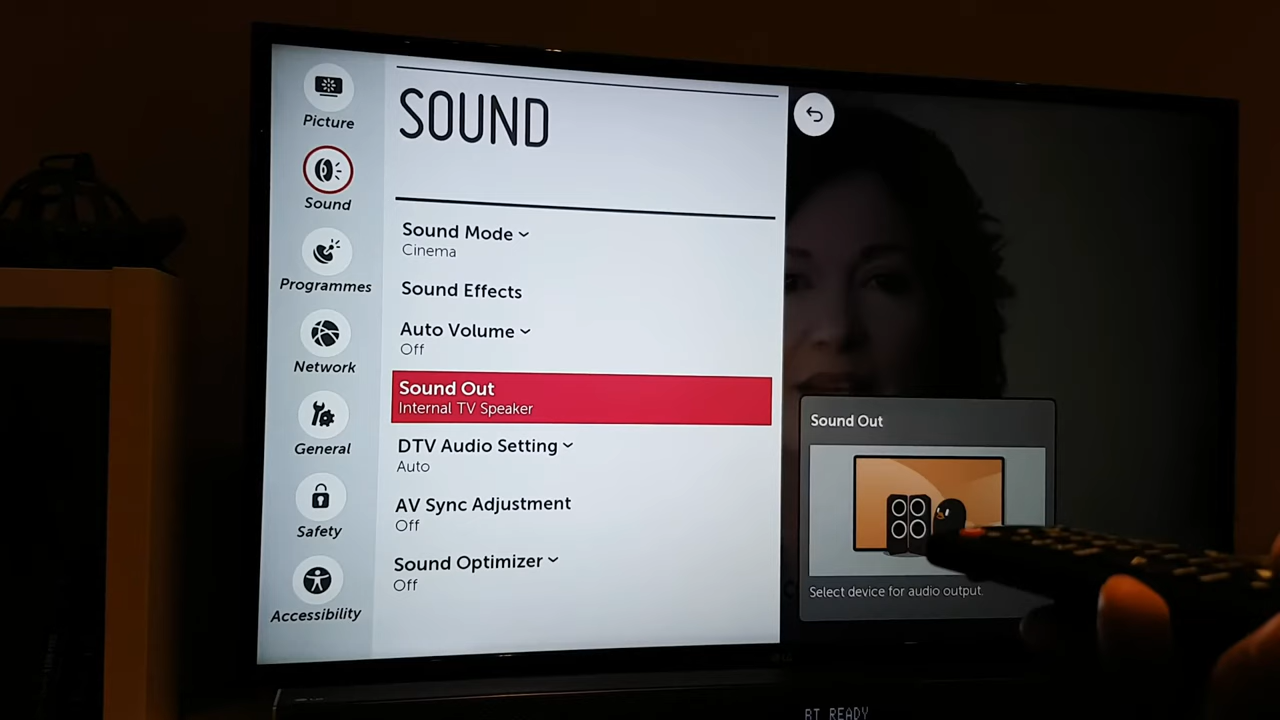 Picture
Sound
Programmes
Network
General
Safety
Accessibility
SOUND
Sound Mode
Cinema
Sound Effects
Auto Volume
Off
Sound Out
Internal TV Speaker
DTV Audio Setting
Auto
AV Sync Adjustment
Off
Sound Optimizer
Off
Sound Out
Select device for audio output.
BT READY